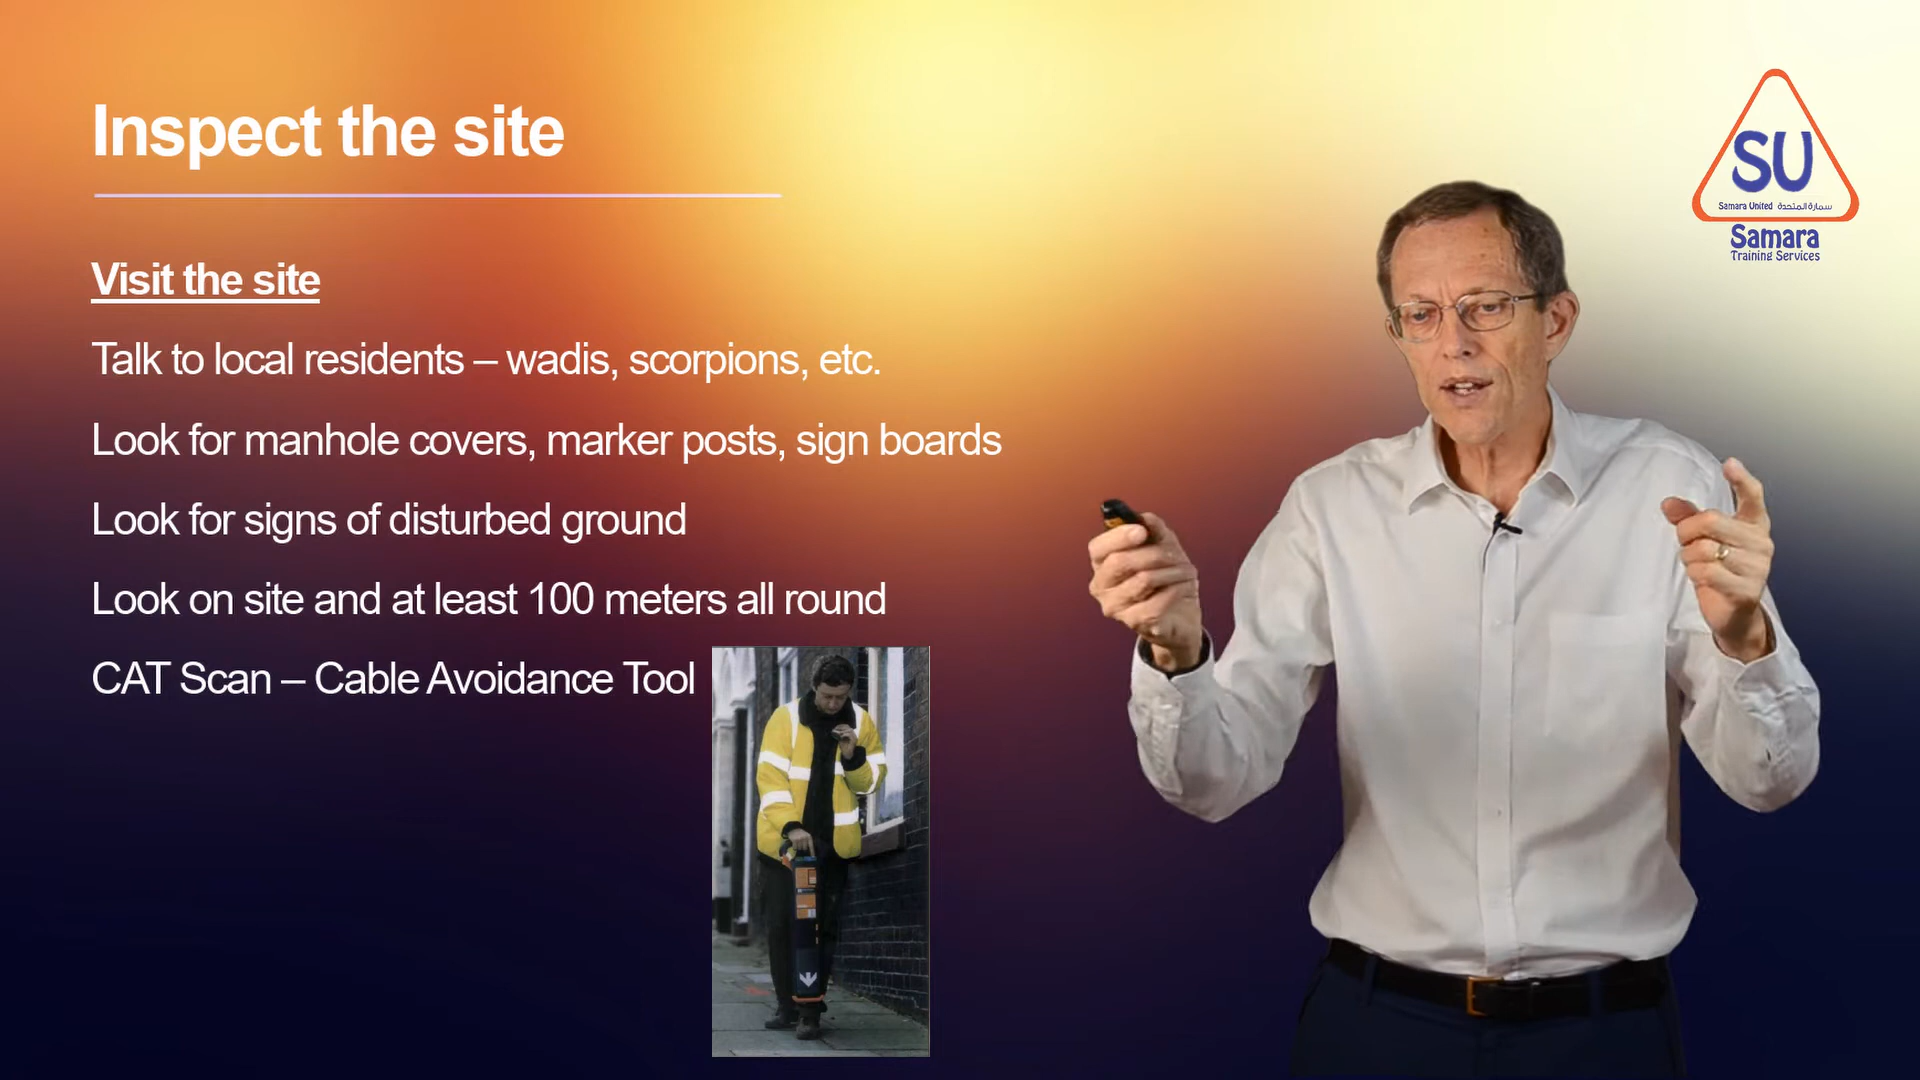 Inspect the site
SU
Samara United سمارة المتحدة
Samara
Training Services
Visit the site
Talk to local residents – wadis, scorpions, etc.
Look for manhole covers, marker posts, sign boards
Look for signs of disturbed ground
Look on site and at least 100 meters all round
CAT Scan – Cable Avoidance Tool